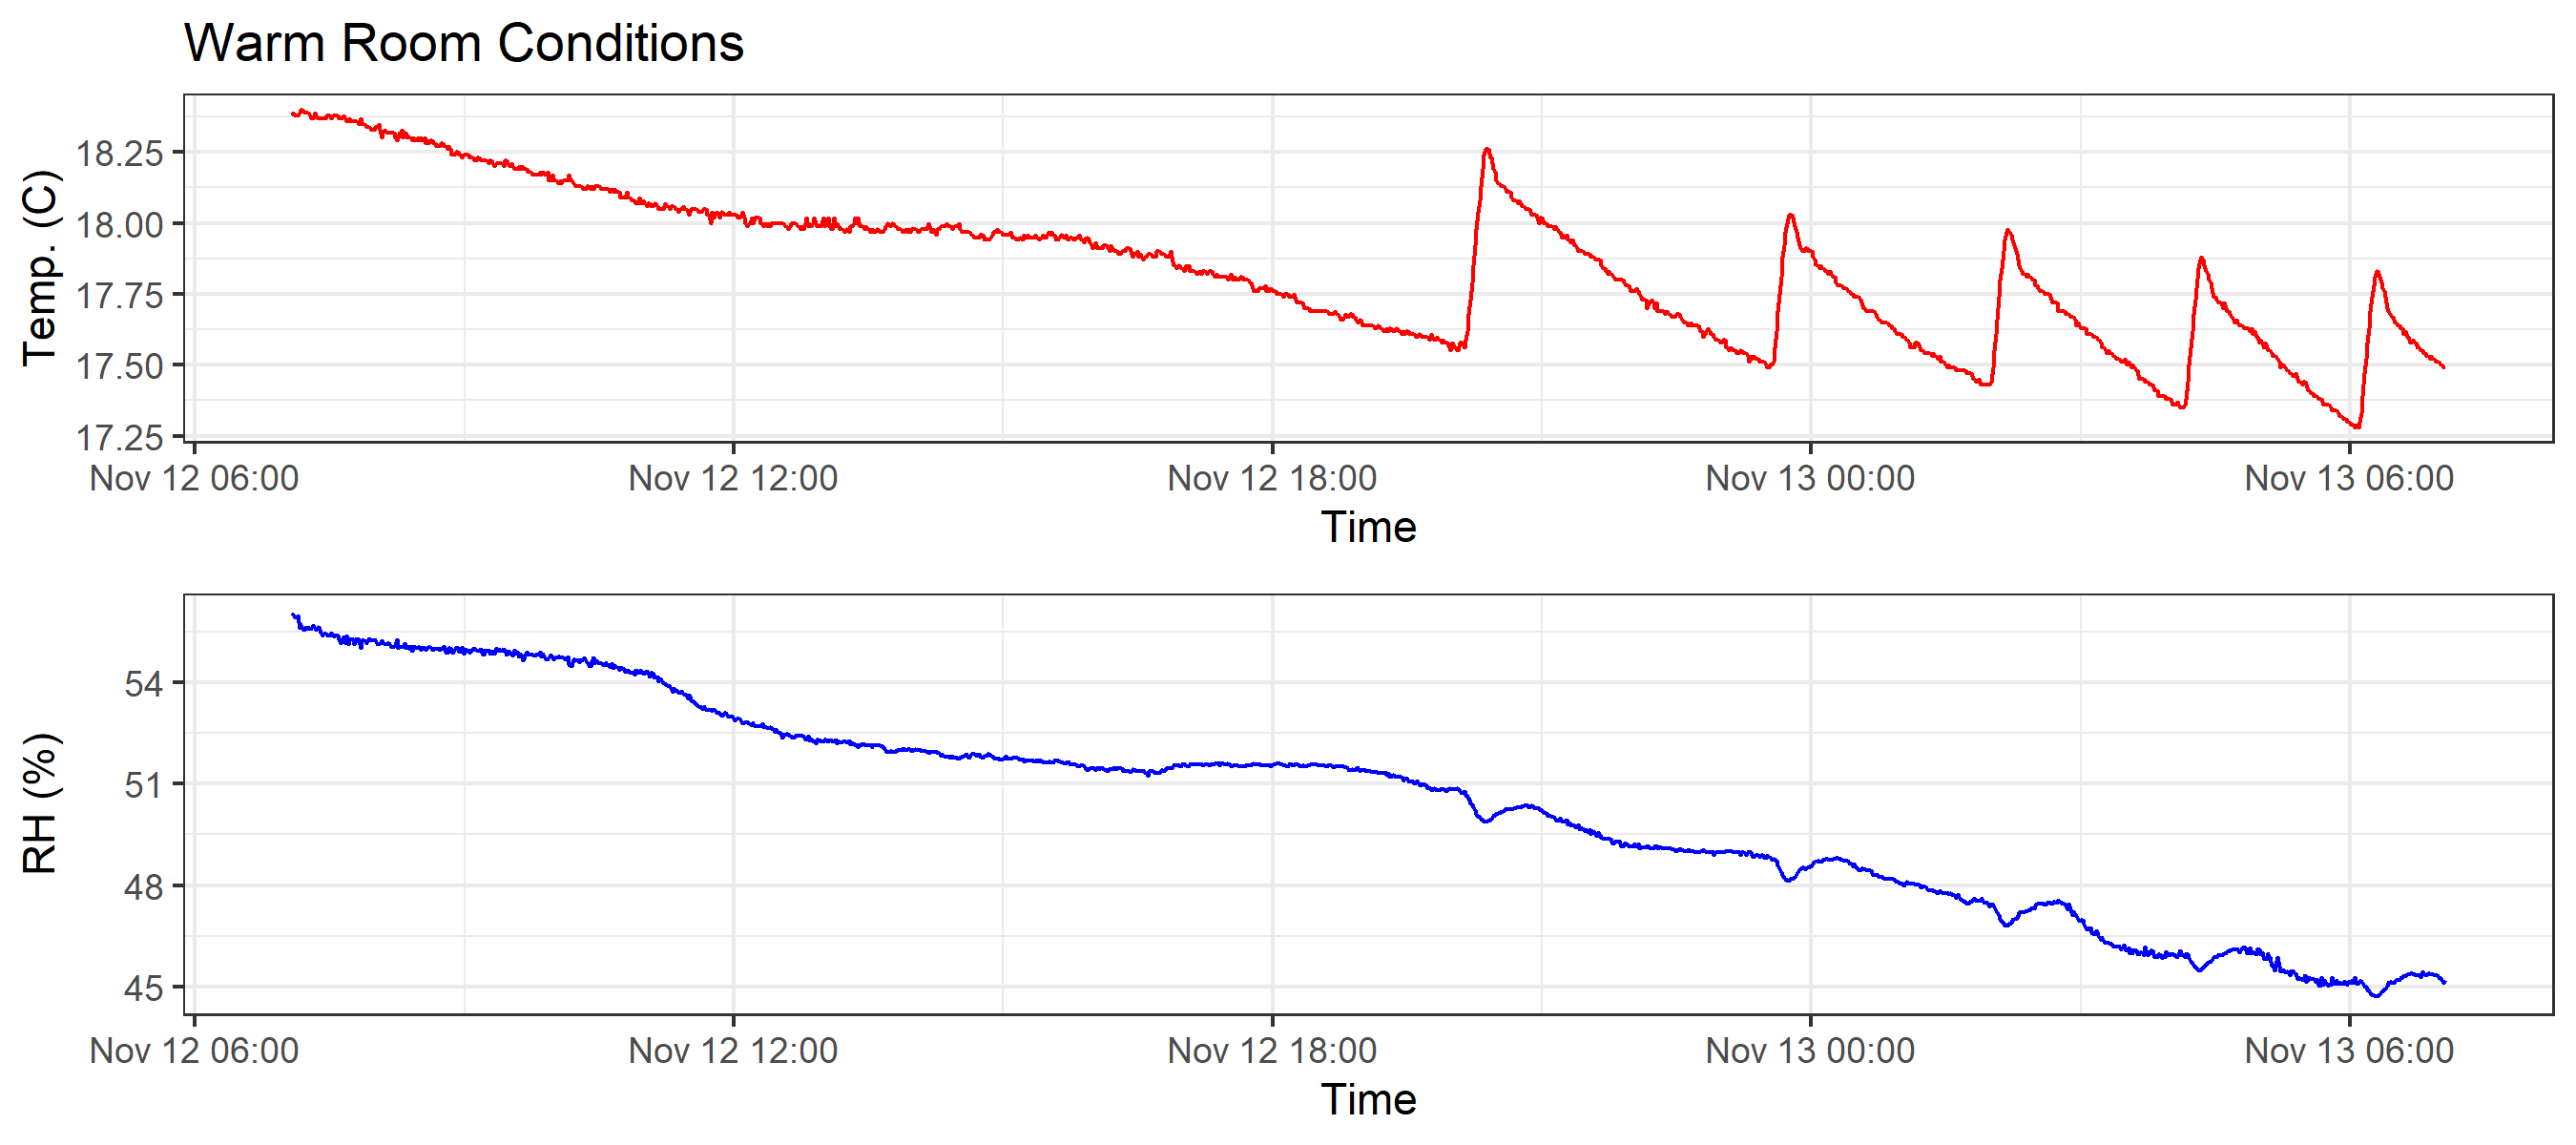 Warm Room Conditions
Temp. (C)
18.25
18.00
17.75
17.50
17.25
Nov 12 06:00 Nov 12 12:00 Nov 12 18:00 Nov 13 00:00 Nov 13 06:00
Time
RH (%)
54
51
48
45
Nov 12 06:00 Nov 12 12:00 Nov 12 18:00 Nov 13 00:00 Nov 13 06:00
Time